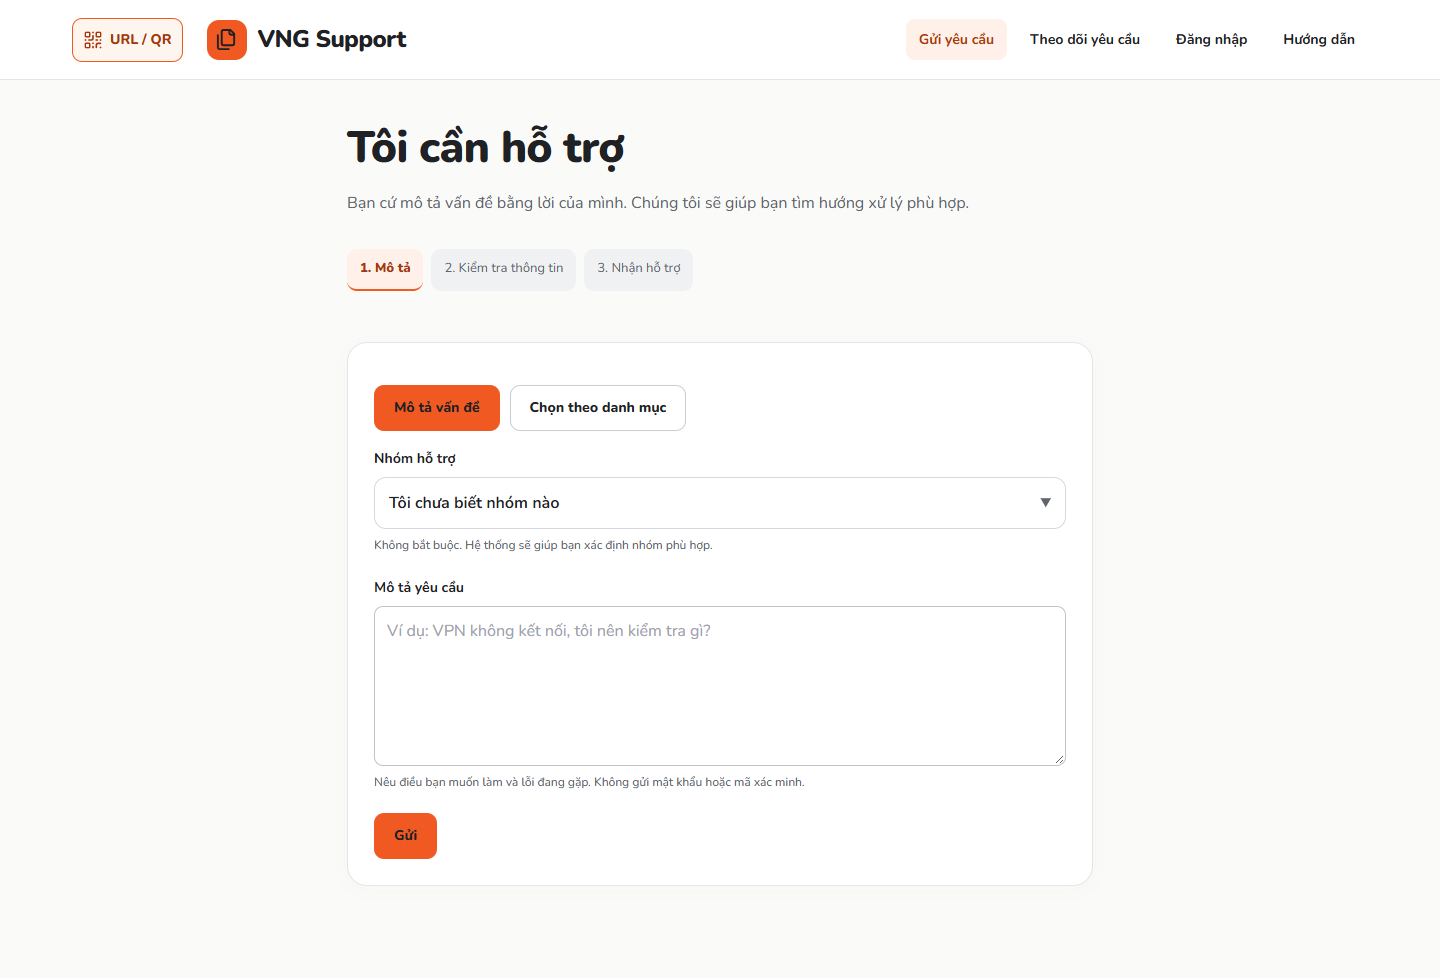 URL / QR
VNG Support
Gửi yêu cầu
Theo dõi yêu cầu
Đăng nhập
Hướng dẫn
Tôi cần hỗ trợ
Bạn cứ mô tả vấn đề bằng lời của mình. Chúng tôi sẽ giúp bạn tìm hướng xử lý phù hợp.
1. Mô tả
2. Kiểm tra thông tin
3. Nhận hỗ trợ
Mô tả vấn đề
Chọn theo danh mục
Nhóm hỗ trợ
Tôi chưa biết nhóm nào
Không bắt buộc. Hệ thống sẽ giúp bạn xác định nhóm phù hợp.
Mô tả yêu cầu
Ví dụ: VPN không kết nối, tôi nên kiểm tra gì?
Nêu điều bạn muốn làm và lỗi đang gặp. Không gửi mật khẩu hoặc mã xác minh.
Gửi